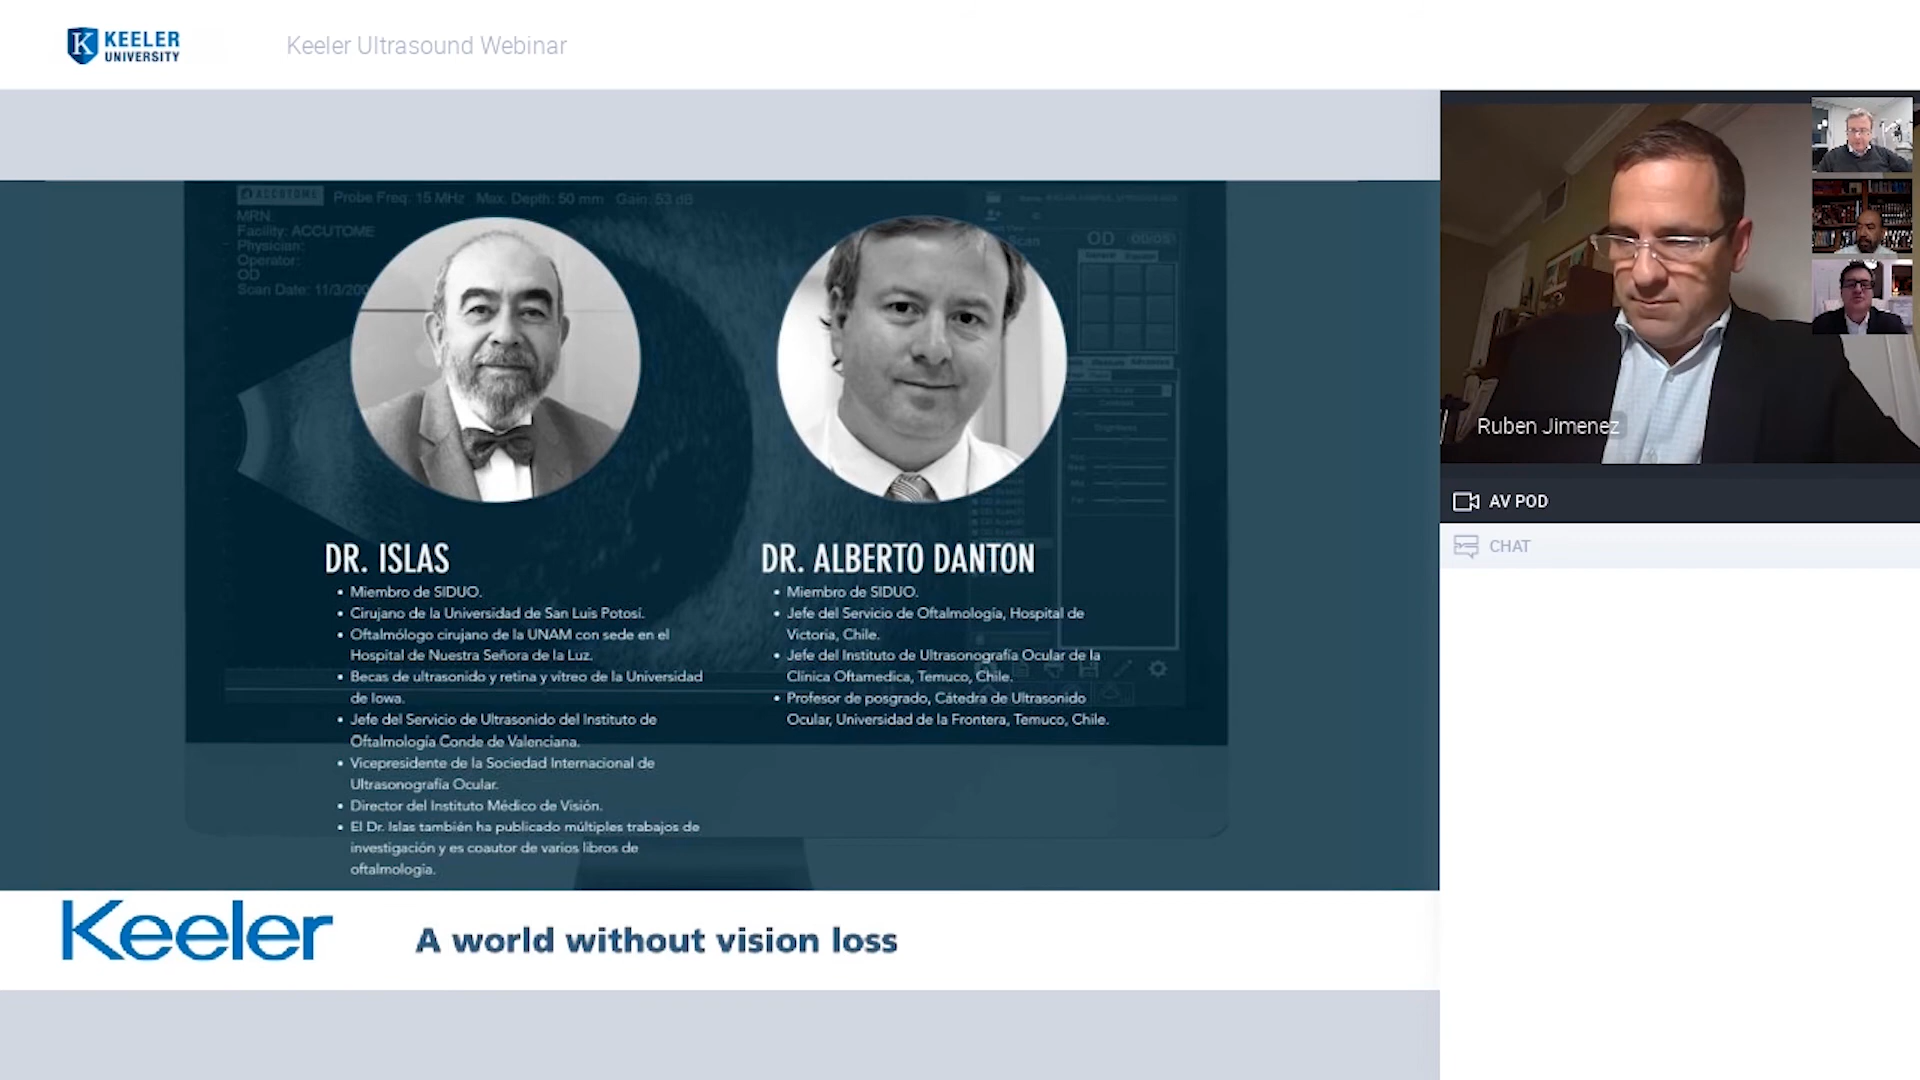 KEELER
UNIVERSITY
Keeler Ultrasound Webinar
ACCUTOME Probe Freq: 15 MHz Max. Depth: 50 mm Gain: 53 dB
MRN:
Facility: ACCUTOME
Physician:
Operator:
OD
Scan Date: 11/3/200
Scan
OD
DR. ISLAS
• Miembro de SIDUO.
• Cirujano de la Universidad de San Luis Potosí.
• Oftalmólogo cirujano de la UNAM con sede en el
Hospital de Nuestra Señora de la Luz.
• Becas de ultrasonido y retina y vítreo de la Universidad
de Iowa.
• Jefe del Servicio de Ultrasonido del Instituto de
Oftalmología Conde de Valenciana.
• Vicepresidente de la Sociedad Internacional de
Ultrasonografía Ocular.
• Director del Instituto Médico de Visión.
• El Dr. Islas también ha publicado múltiples trabajos de
investigación y es coautor de varios libros de
oftalmología.
DR. ALBERTO DANTON
• Miembro de SIDUO.
• Jefe del Servicio de Oftalmología, Hospital de
Victoria, Chile.
• Jefe del Instituto de Ultrasonografía Ocular de la
Clínica Oftamedica, Temuco, Chile.
• Profesor de posgrado, Cátedra de Ultrasonido
Ocular, Universidad de la Frontera, Temuco, Chile.
Keeler
A world without vision loss
Ruben Jimenez
AV POD
CHAT